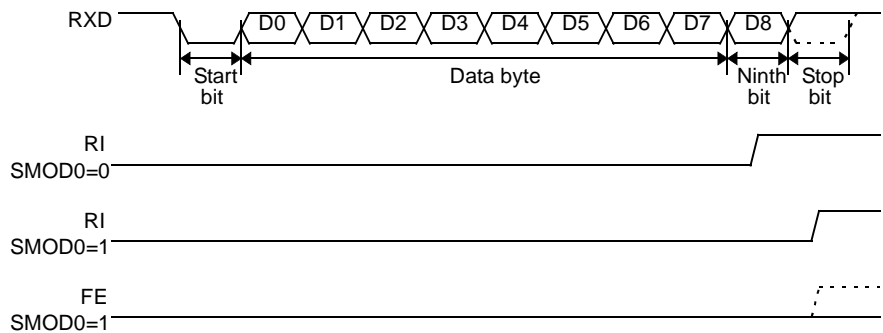 RXD D0 D1 D2 D3 D4 D5 D6 D7 D8
Start bit
Data byte
Ninth bit
Stop bit
RI
SMOD0=0
RI
SMOD0=1
FE
SMOD0=1